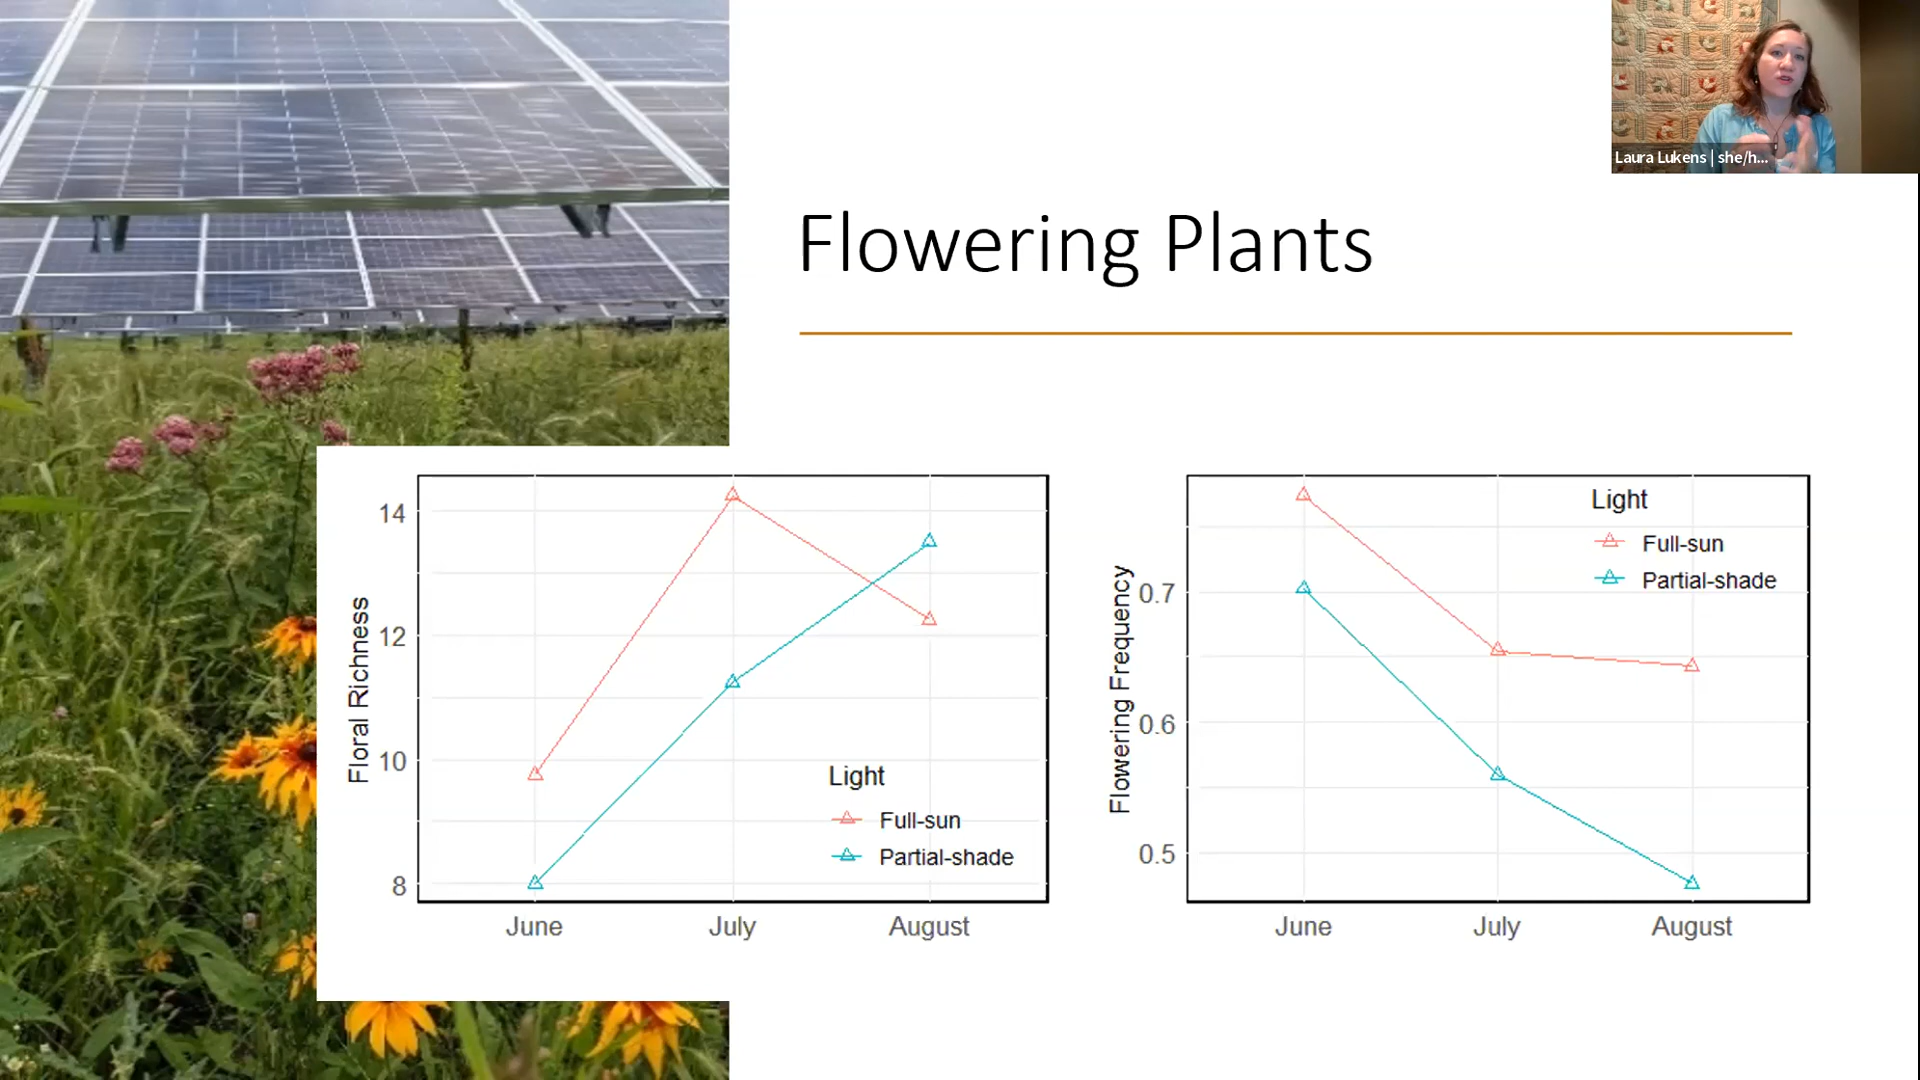 Laura Lukens | she/h...
Flowering Plants
Floral Richness
14
12
10
8
June July August
Light
Full-sun
Partial-shade
Flowering Frequency
0.7
0.6
0.5
June July August
Light
Full-sun
Partial-shade